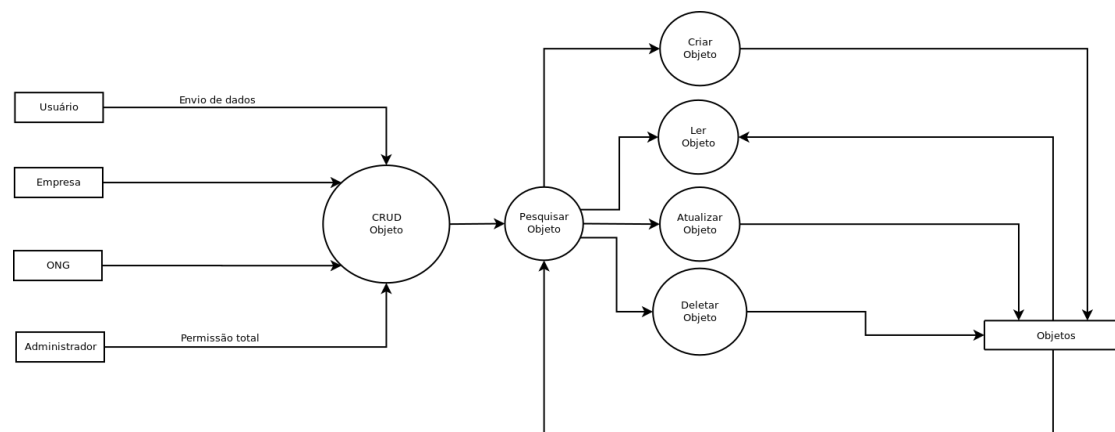 Criar
Objeto
Usuário
Envio de dados
Ler
Objeto
Empresa
CRUD
Objeto
Pesquisar
Objeto
Atualizar
Objeto
ONG
Deletar
Objeto
Administrador
Permissão total
Objetos